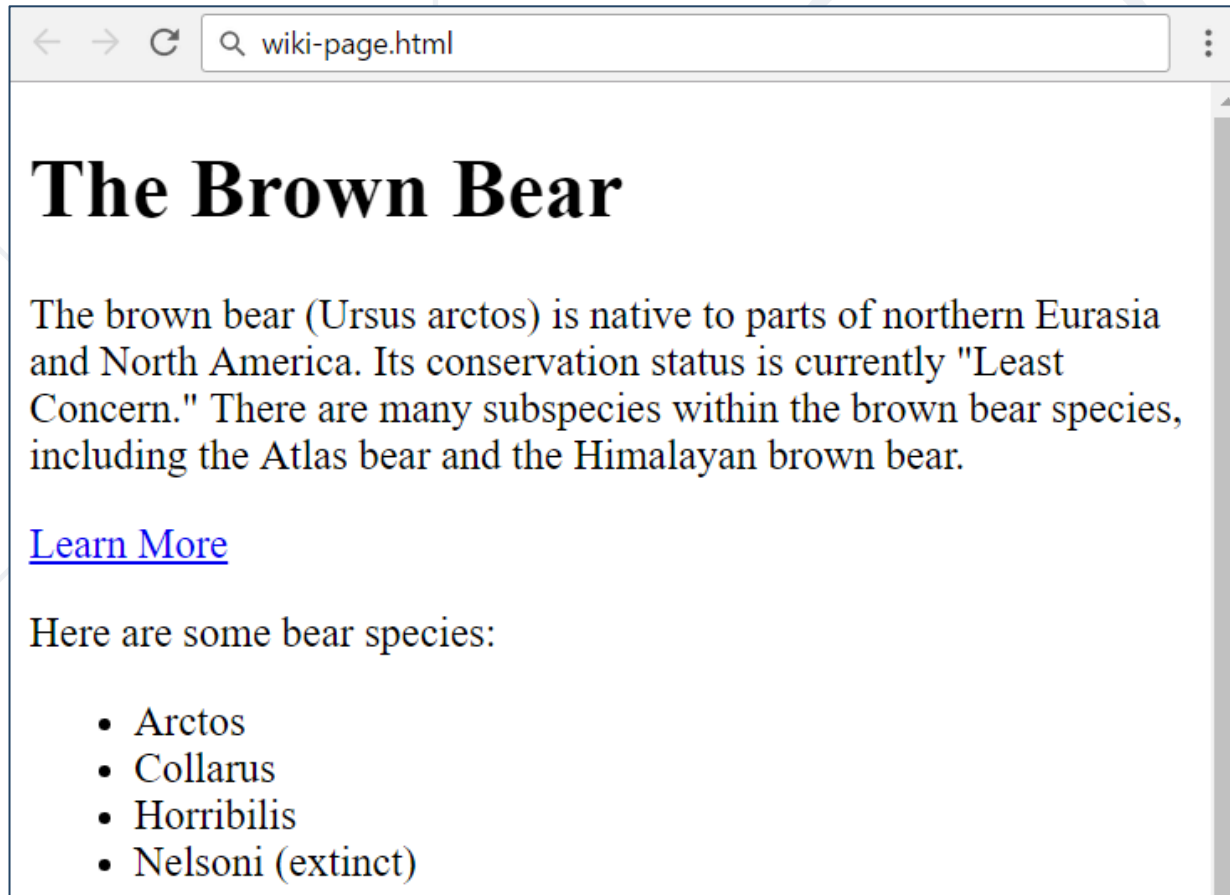 wiki-page.html
The Brown Bear
The brown bear (Ursus arctos) is native to parts of northern Eurasia
and North America. Its conservation status is currently "Least
Concern." There are many subspecies within the brown bear species,
including the Atlas bear and the Himalayan brown bear.
Learn More
Here are some bear species:
• Arctos
• Collarus
• Horribilis
• Nelsoni (extinct)